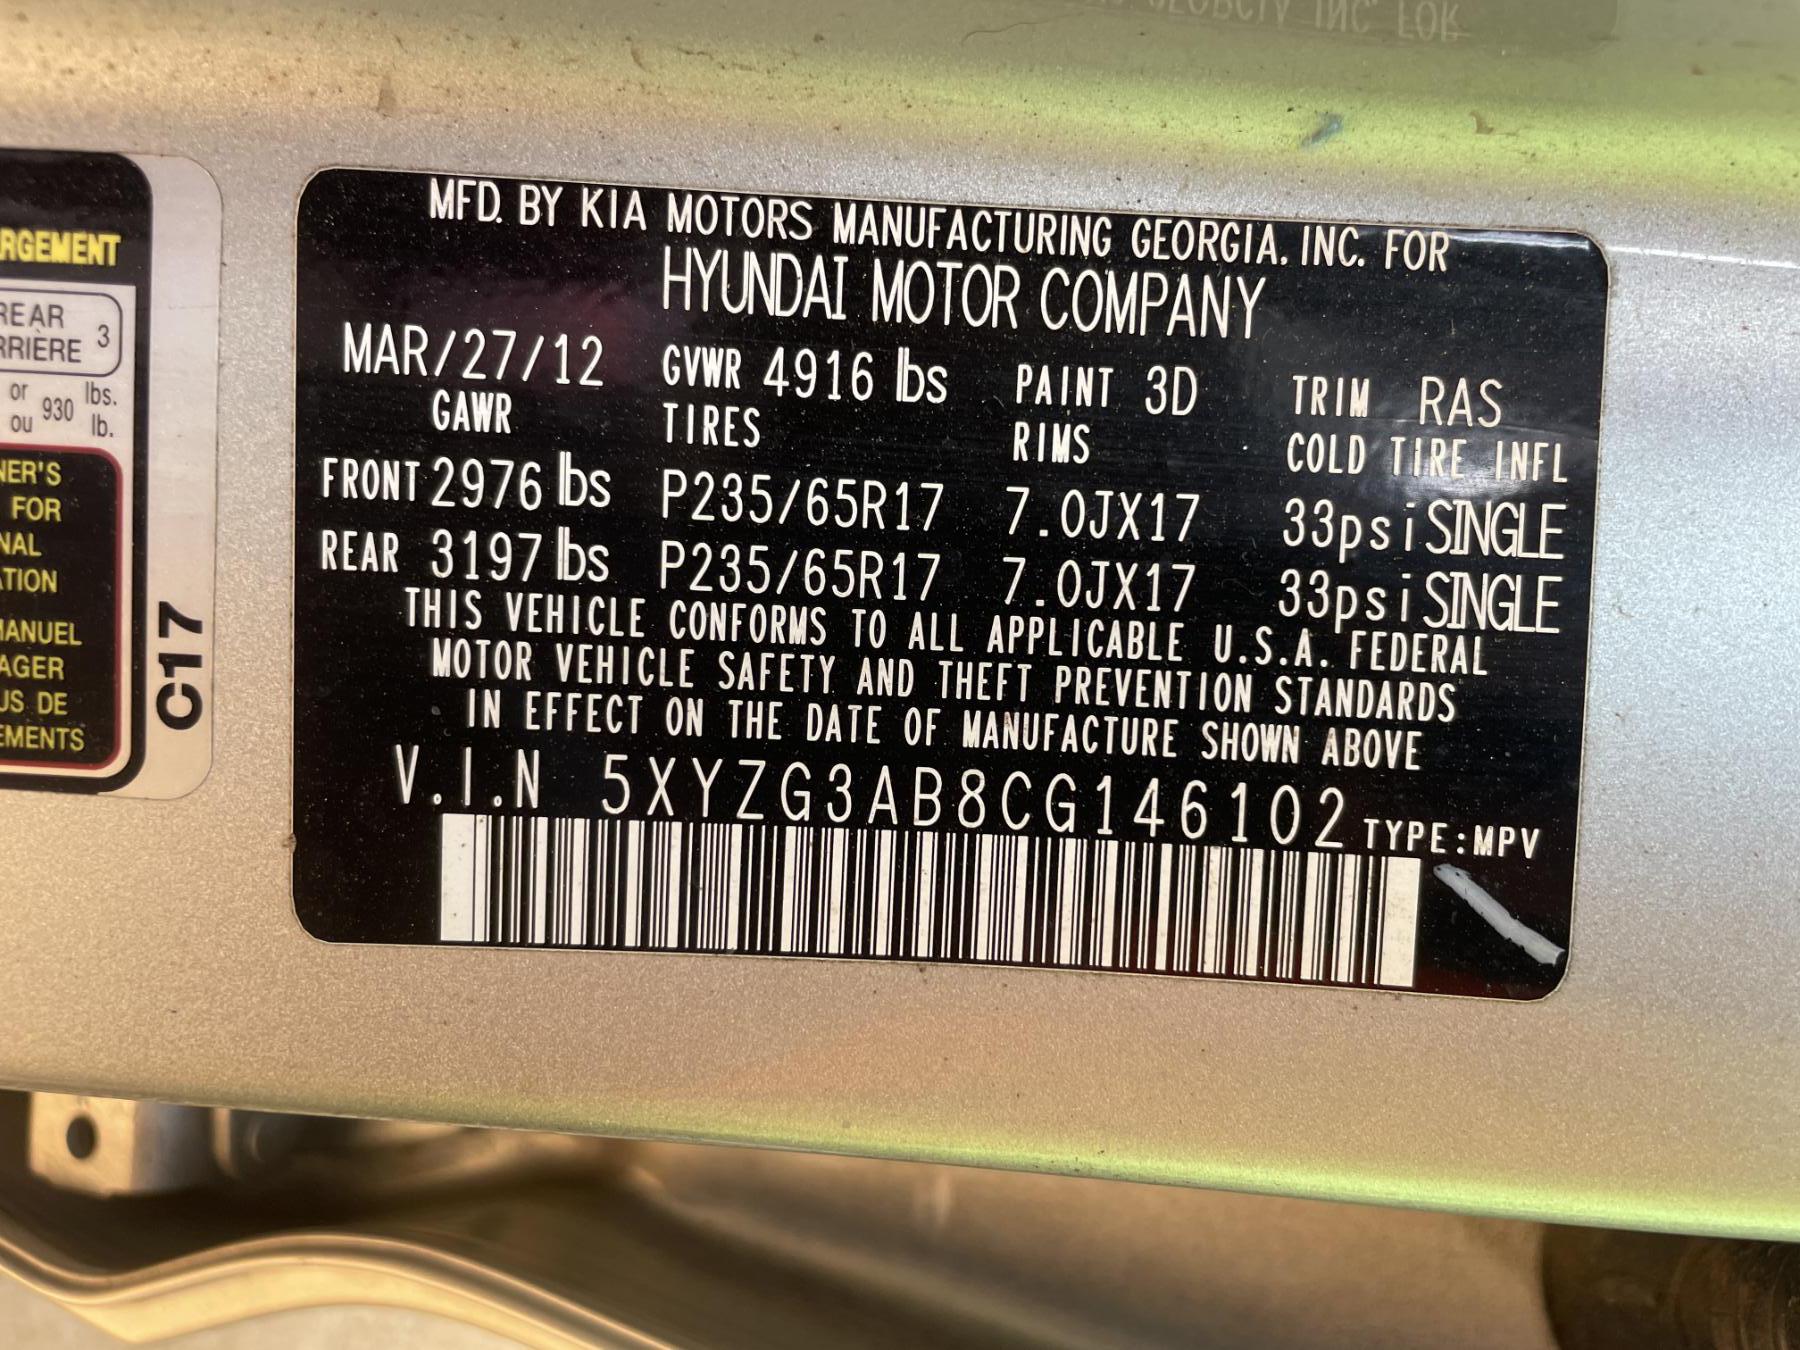 ARGEMENT
REAR
3
RRIÈRE
or 930 lbs.
ou lb.
NER'S
FOR
NAL
TION
MANUEL
AGER
US DE
EMENTS
C17
MFD. BY KIA MOTORS MANUFACTURING GEORGIA. INC. FOR
HYUNDAI MOTOR COMPANY
MAR/27/12 GVWR 4916 lbs PAINT 3D TRIM RAS
GAWR TIRES RIMS COLD TIRE INFL
FRONT 2976 lbs P235/65R17 7.0JX17 33psi SINGLE
REAR 3197 lbs P235/65R17 7.0JX17 33psi SINGLE
THIS VEHICLE CONFORMS TO ALL APPLICABLE U.S.A. FEDERAL
MOTOR VEHICLE SAFETY AND THEFT PREVENTION STANDARDS
IN EFFECT ON THE DATE OF MANUFACTURE SHOWN ABOVE
V.I.N 5XYZG3AB8CG146102 TYPE:MPV